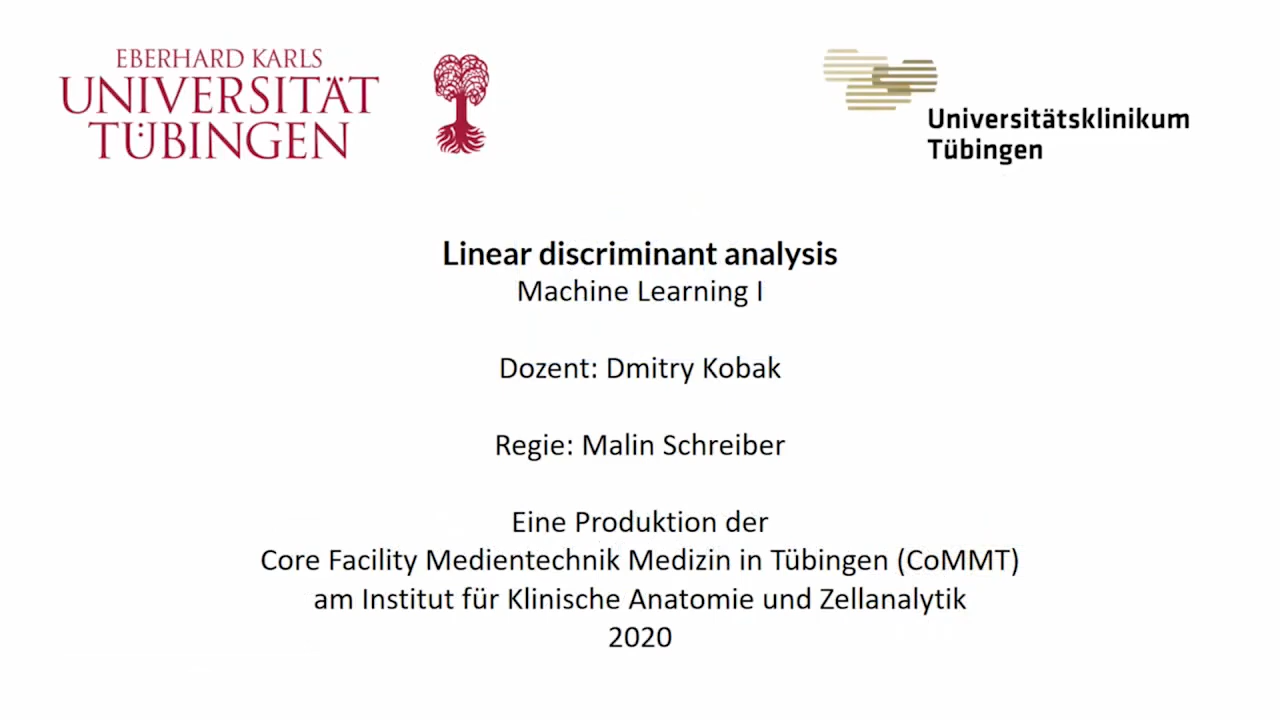 EBERHARD KARLS
UNIVERSITÄT
TÜBINGEN
Universitätsklinikum
Tübingen
Linear discriminant analysis
Machine Learning I
Dozent: Dmitry Kobak
Regie: Malin Schreiber
Eine Produktion der
Core Facility Medientechnik Medizin in Tübingen (CoMMT)
am Institut für Klinische Anatomie und Zellanalytik
2020